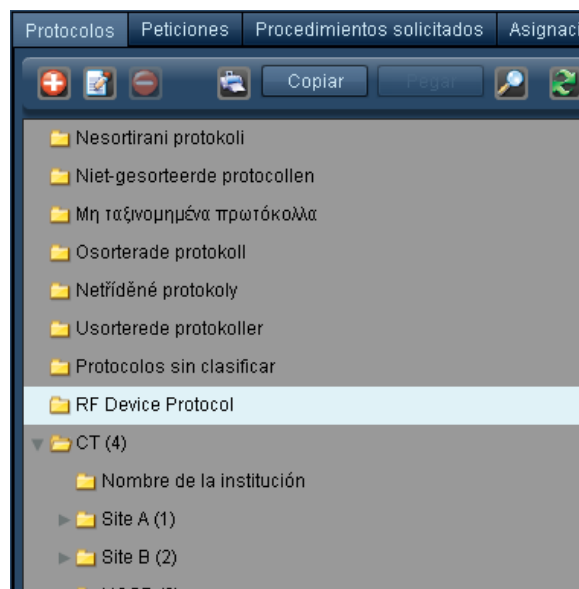 Protocolos Peticiones Procedimientos solicitados
Copiar Pegar
Nesortirani protokoli
Niet-gesorteerde protocollen
Μη ταξινομημένα πρωτόκολλα
Osorterade protokoll
Netříděné protokoly
Usorterede protokoller
Protocolos sin clasificar
RF Device Protocol
CT (4)
Nombre de la institución
Site A (1)
Site B (2)